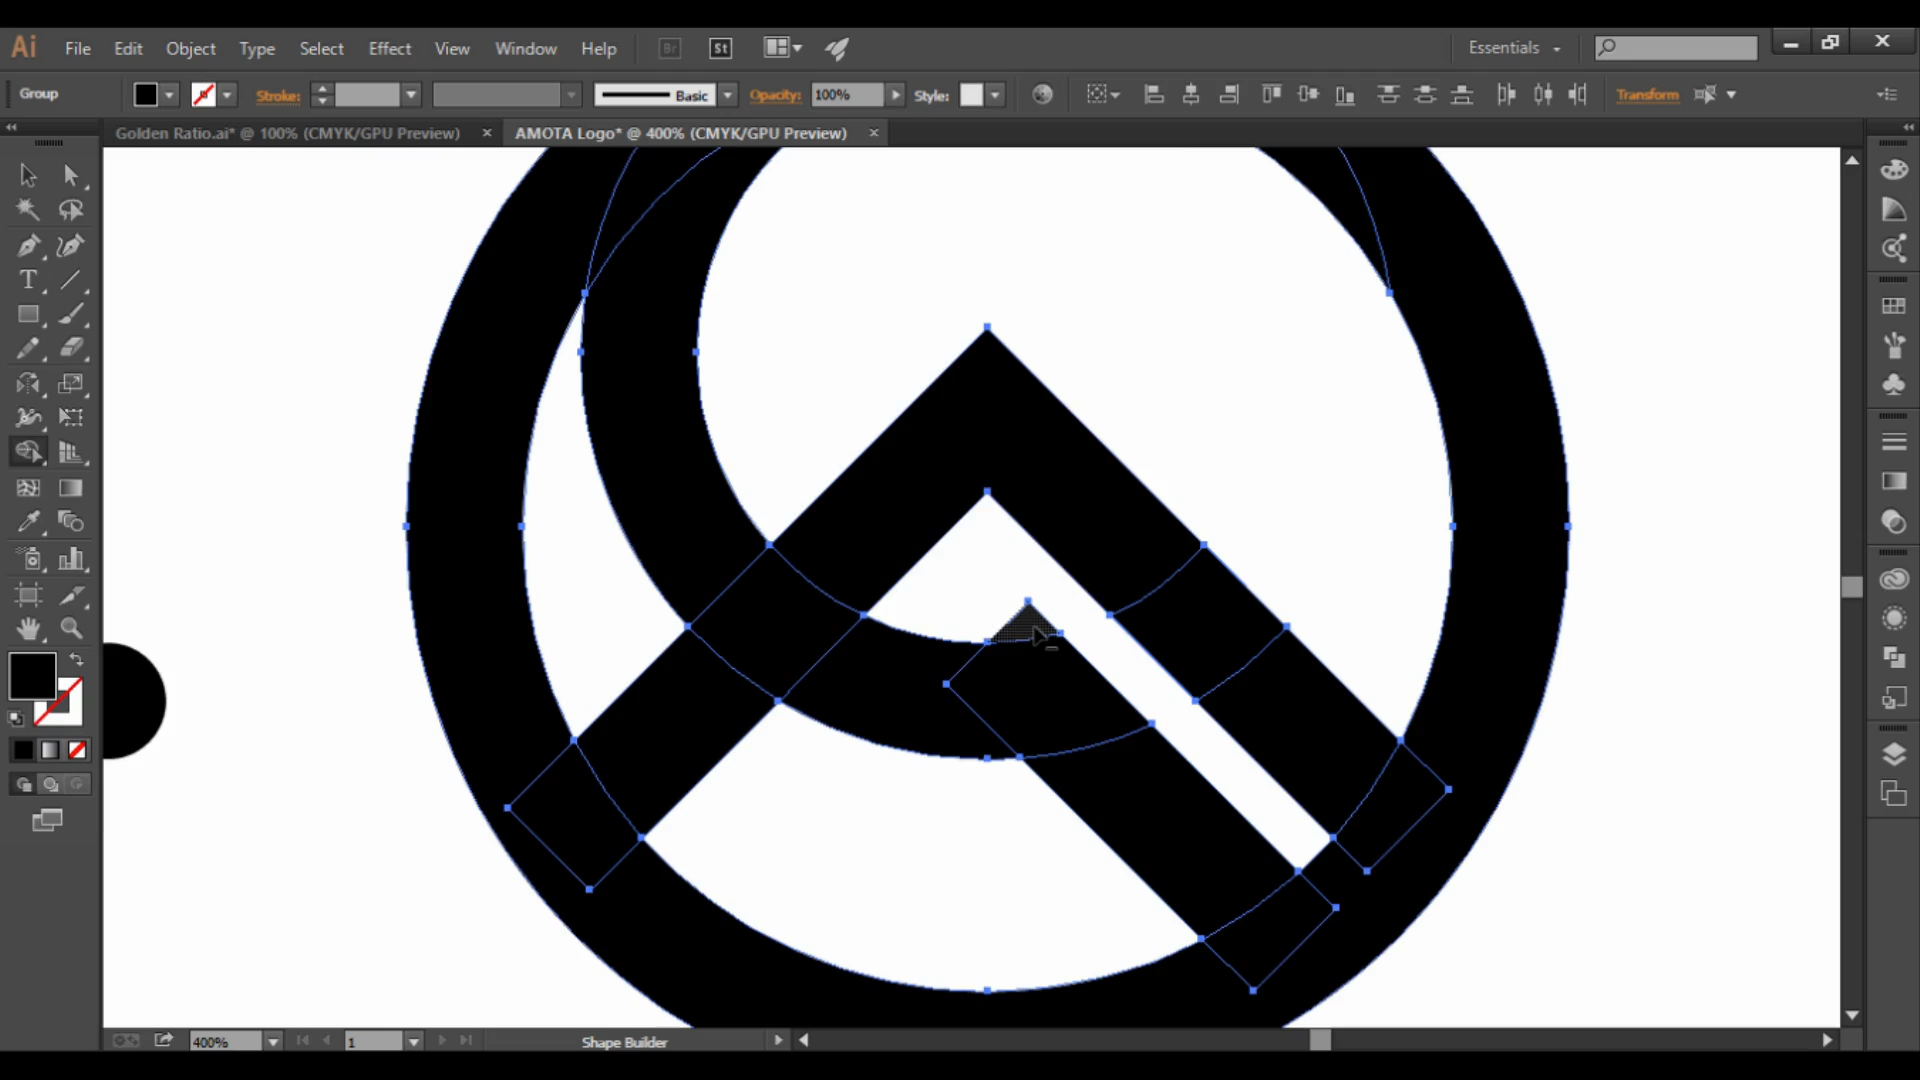 Ai File Edit Object Type Select Effect View Window Help Br St Essentials
Group Stroke: Basic Opacity: 100% Style: Transform
Golden Ratio.ai* @ 100% (CMYK/GPU Preview) × AMOTA Logo* @ 400% (CMYK/GPU Preview) ×
T
400% 1 Shape Builder